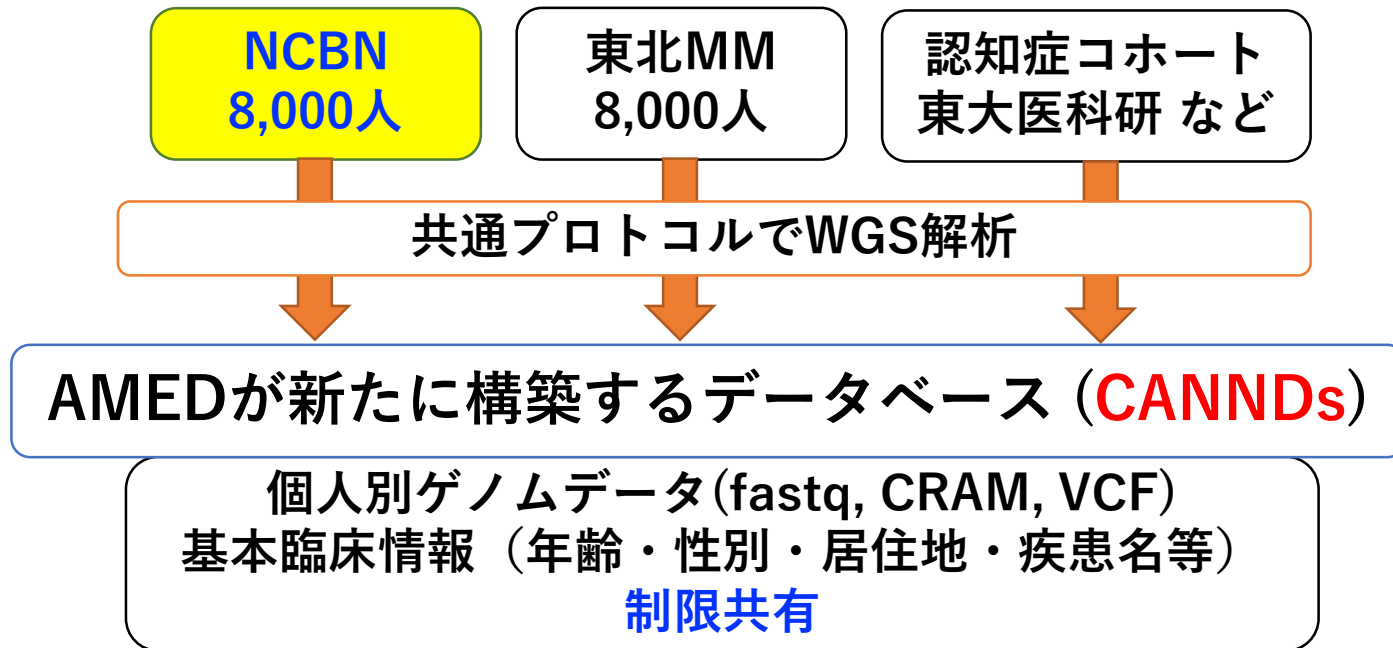 NCBN
8,000人
東北MM
8,000人
認知症コホート
東大医科研 など
共通プロトコルでWGS解析
AMEDが新たに構築するデータベース (CANNDs)
個人別ゲノムデータ(fastq, CRAM, VCF)
基本臨床情報（年齢・性別・居住地・疾患名等）
制限共有